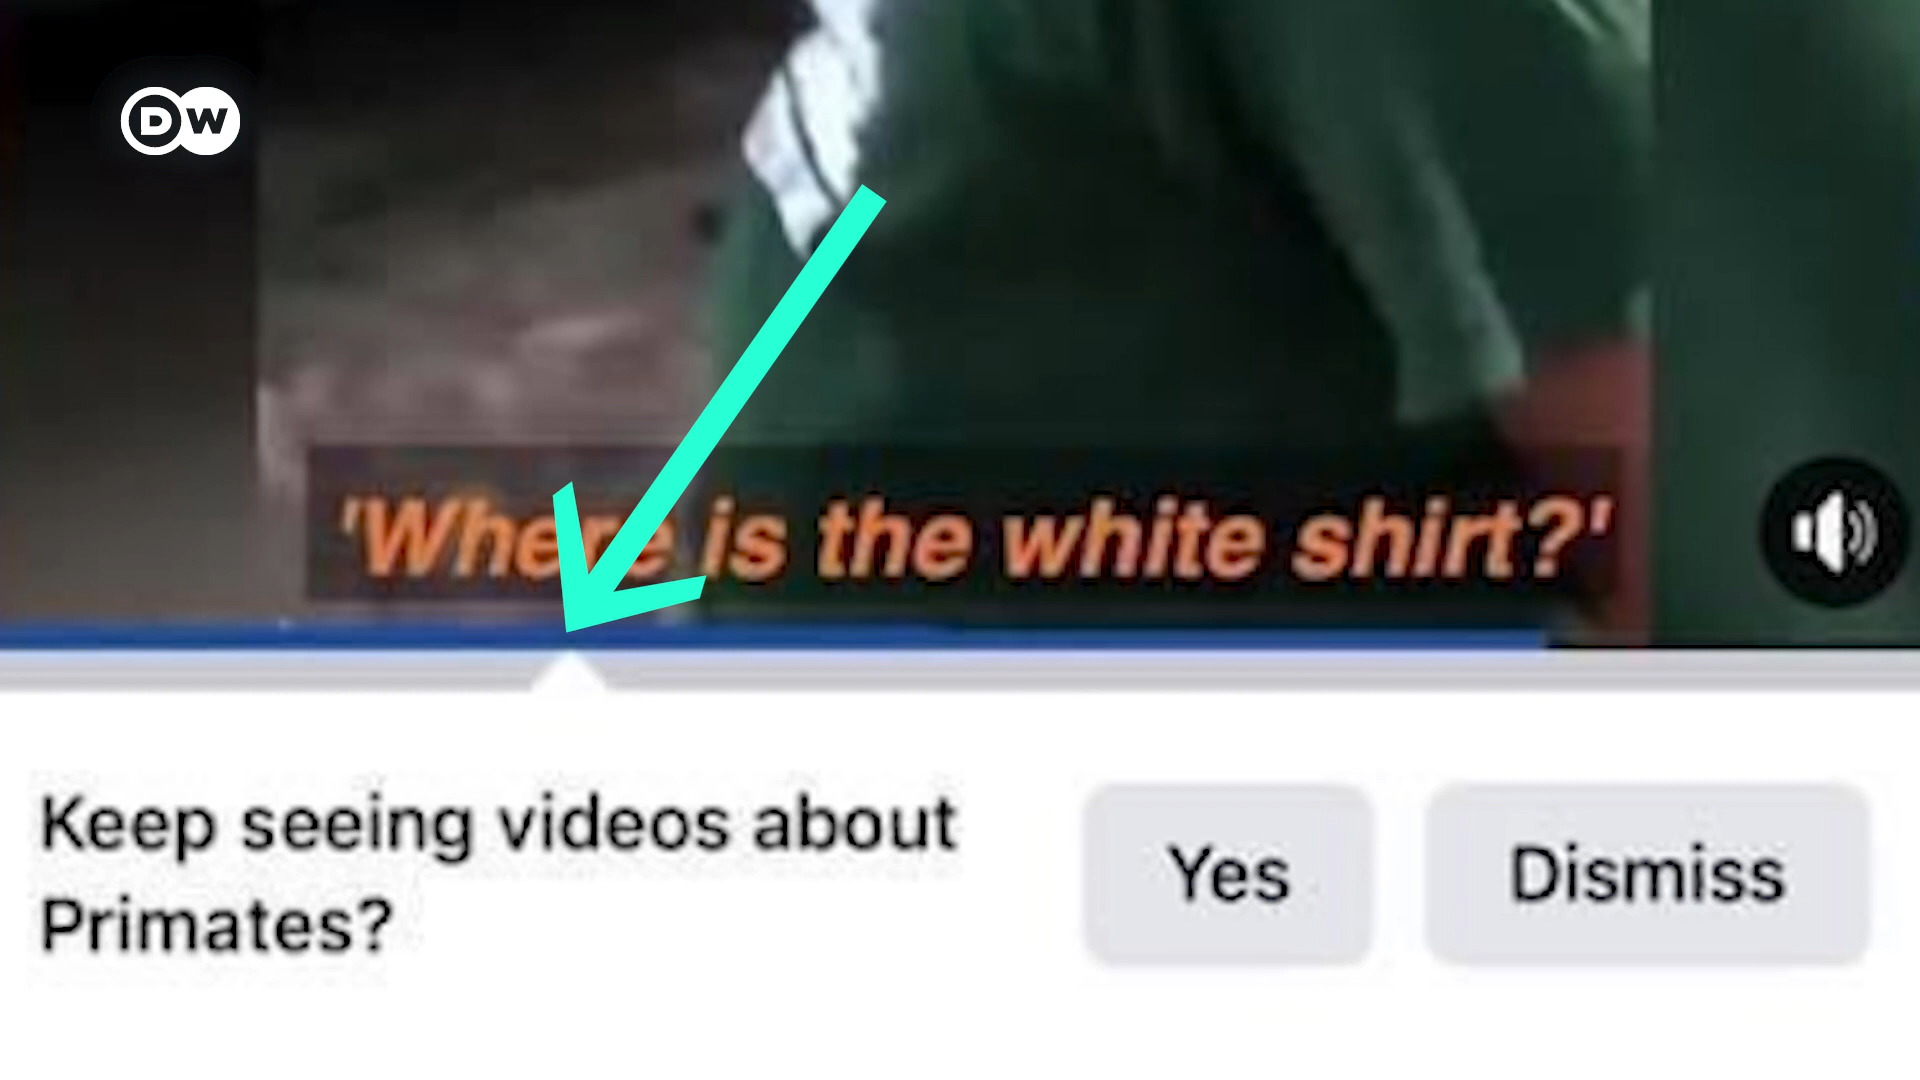 DW
'Where is the white shirt?'
Keep seeing videos about
Primates?
Yes
Dismiss